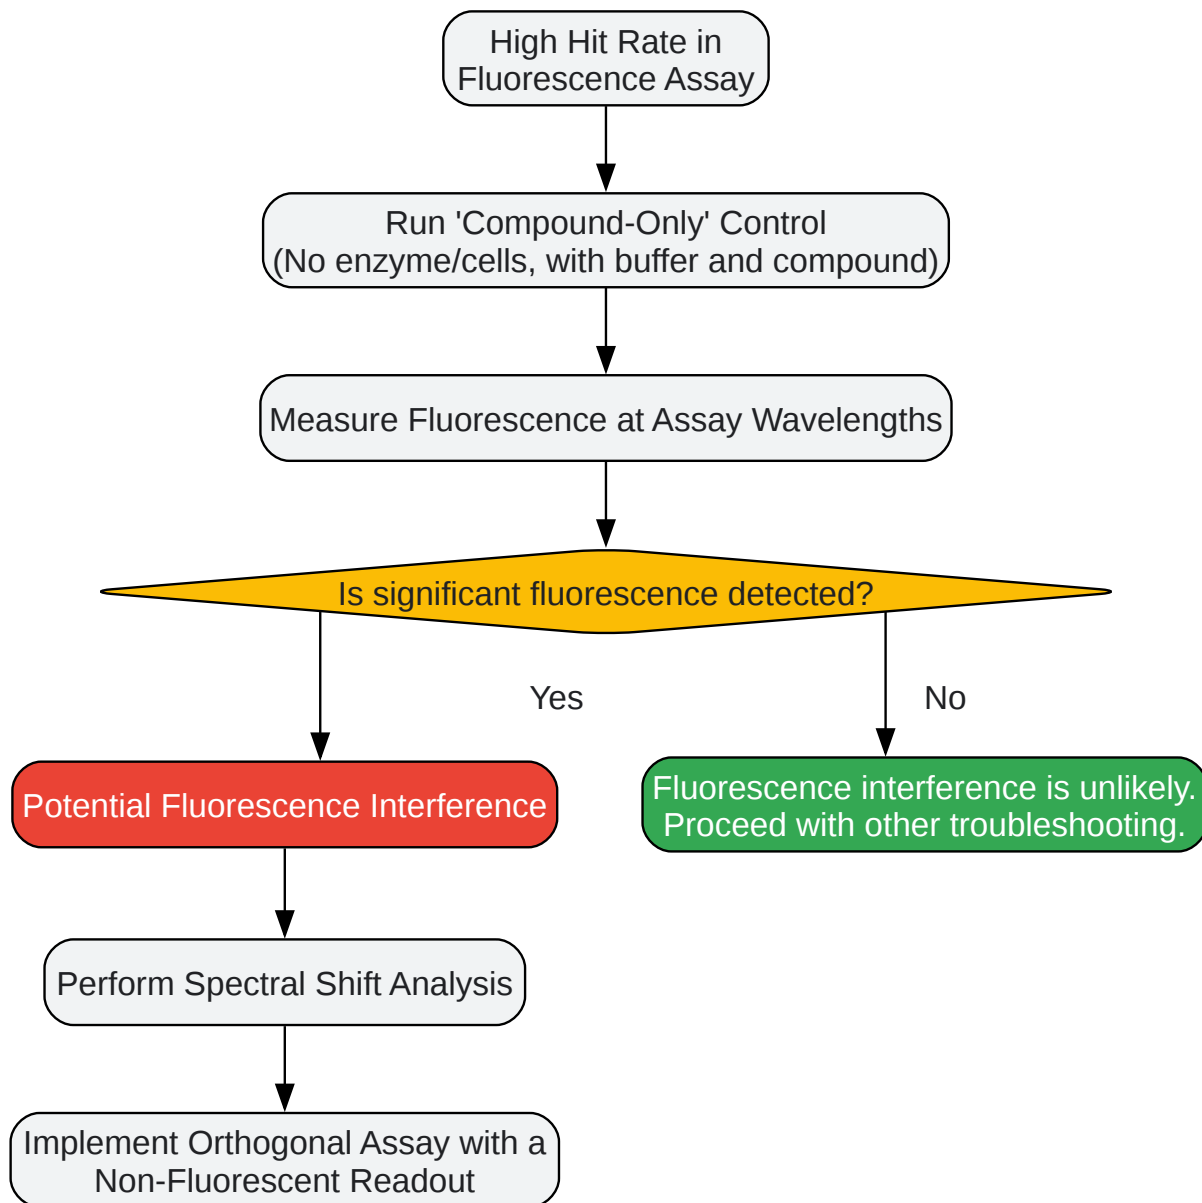 High Hit Rate in
Fluorescence Assay
Run 'Compound-Only' Control
(No enzyme/cells, with buffer and compound)
Measure Fluorescence at Assay Wavelengths
Is significant fluorescence detected?
Yes
No
Potential Fluorescence Interference
Fluorescence interference is unlikely.
Proceed with other troubleshooting.
Perform Spectral Shift Analysis
Implement Orthogonal Assay with a
Non-Fluorescent Readout